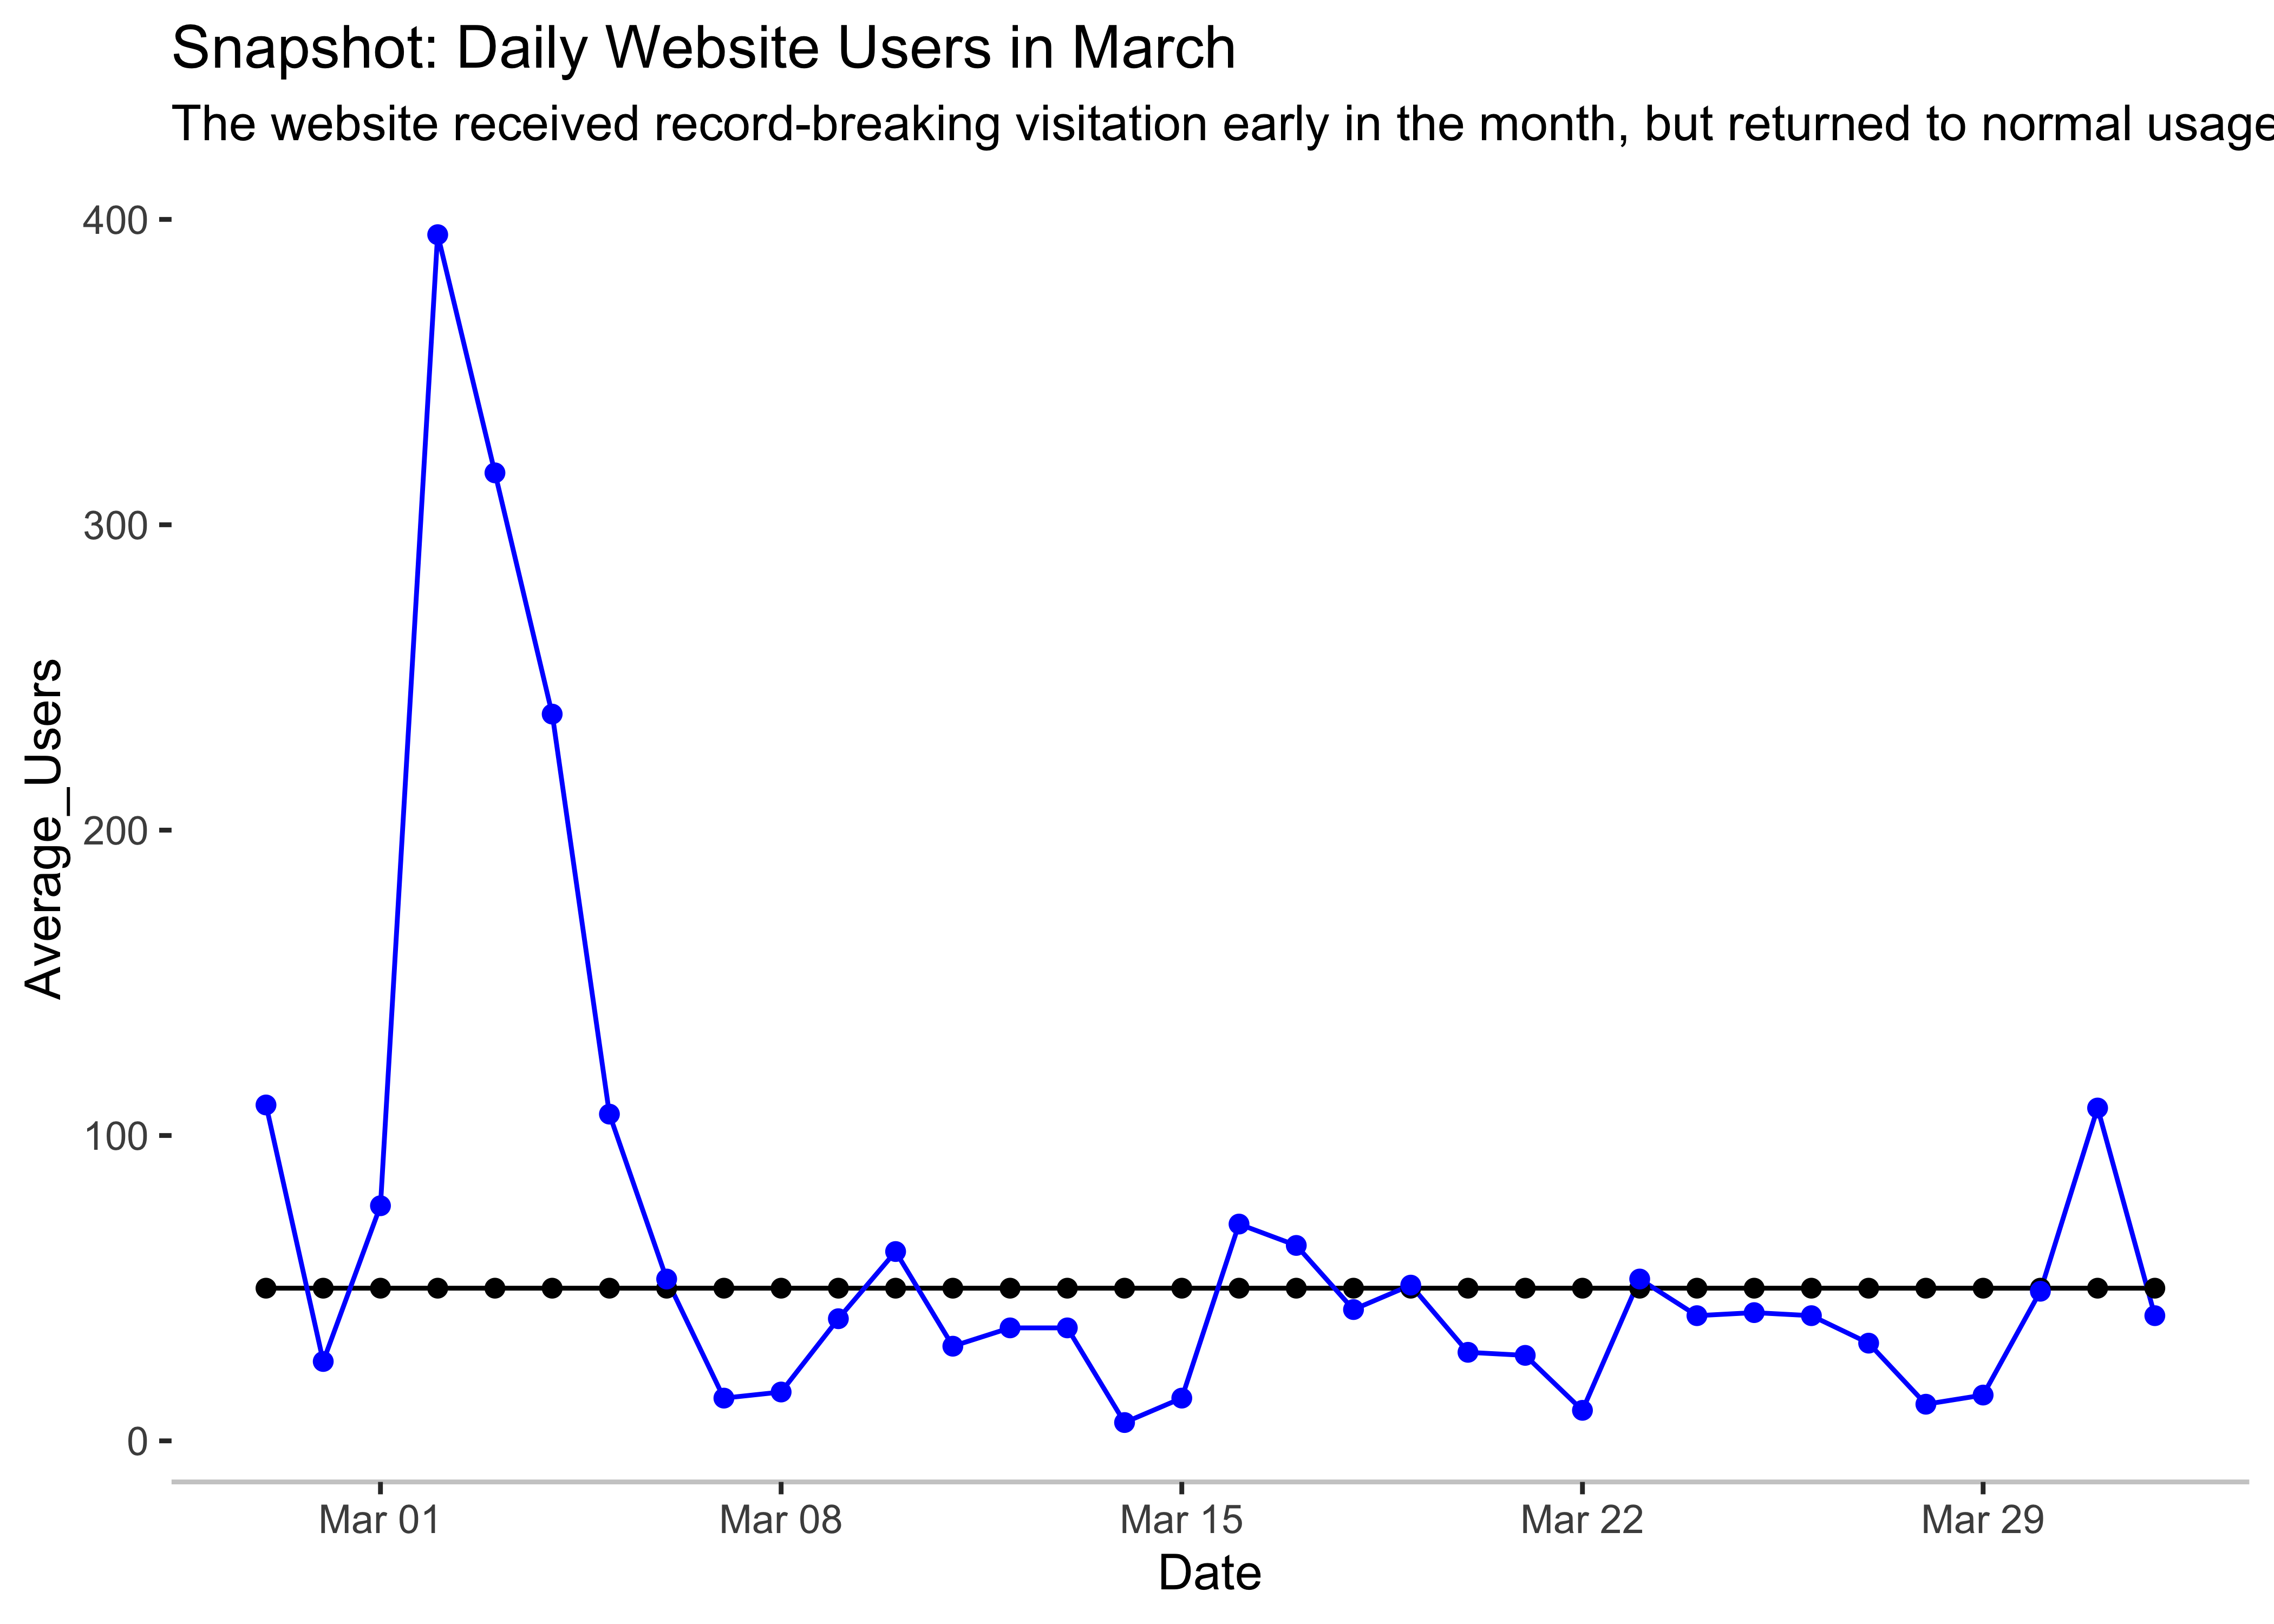 Snapshot: Daily Website Users in March
The website received record-breaking visitation early in the month, but returned to normal usage
400
300
200
100
0
Average_Users
Mar 01
Mar 08
Mar 15
Mar 22
Mar 29
Date